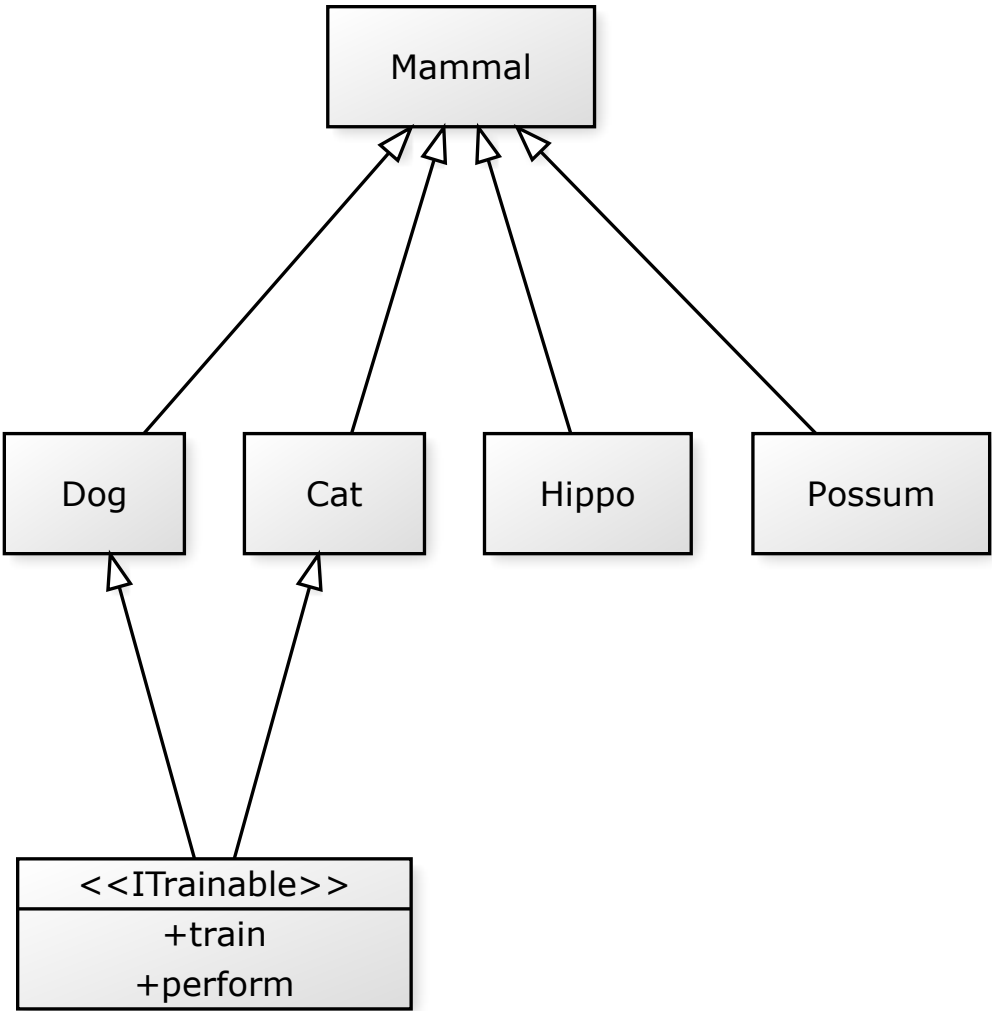 Mammal
Dog
Cat
Hippo
Possum
<<ITrainable>>
+train
+perform